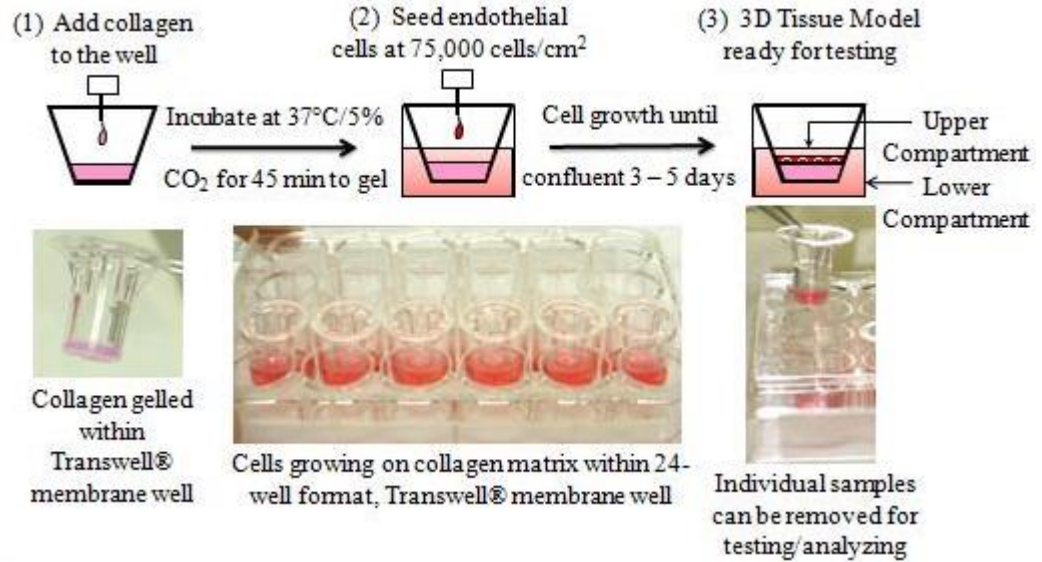 (1) Add collagen
to the well
(2) Seed endothelial
cells at 75,000 cells/cm²
(3) 3D Tissue Model
ready for testing
Incubate at 37°C/5%
CO₂ for 45 min to gel
Cell growth until
confluent 3 – 5 days
Upper
Compartment
Lower
Compartment
Collagen gelled
within
Transwell®
membrane well
Cells growing on collagen matrix within 24-
well format, Transwell® membrane well
Individual samples
can be removed for
testing/analyzing